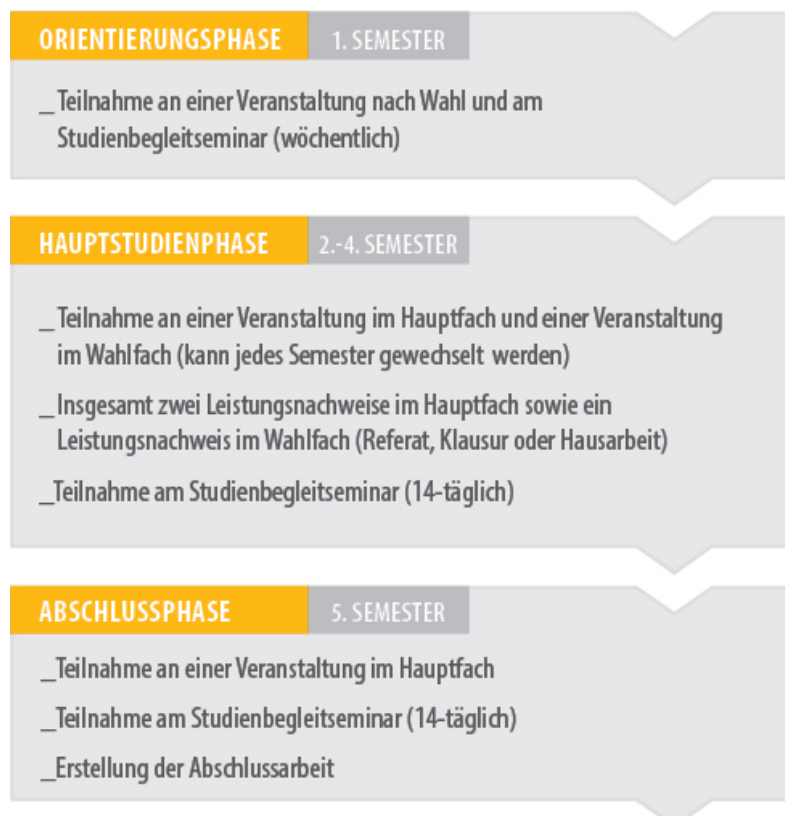 ORIENTIERUNGSPHASE 1. SEMESTER
_ Teilnahme an einer Veranstaltung nach Wahl und am
Studienbegleitseminar (wöchentlich)
HAUPTSTUDIENPHASE 2.-4. SEMESTER
_ Teilnahme an einer Veranstaltung im Hauptfach und einer Veranstaltung
im Wahlfach (kann jedes Semester gewechselt werden)
_ Insgesamt zwei Leistungsnachweise im Hauptfach sowie ein
Leistungsnachweis im Wahlfach (Referat, Klausur oder Hausarbeit)
_Teilnahme am Studienbegleitseminar (14-täglich)
ABSCHLUSSPHASE 5. SEMESTER
_Teilnahme an einer Veranstaltung im Hauptfach
_Teilnahme am Studienbegleitseminar (14-täglich)
_Erstellung der Abschlussarbeit